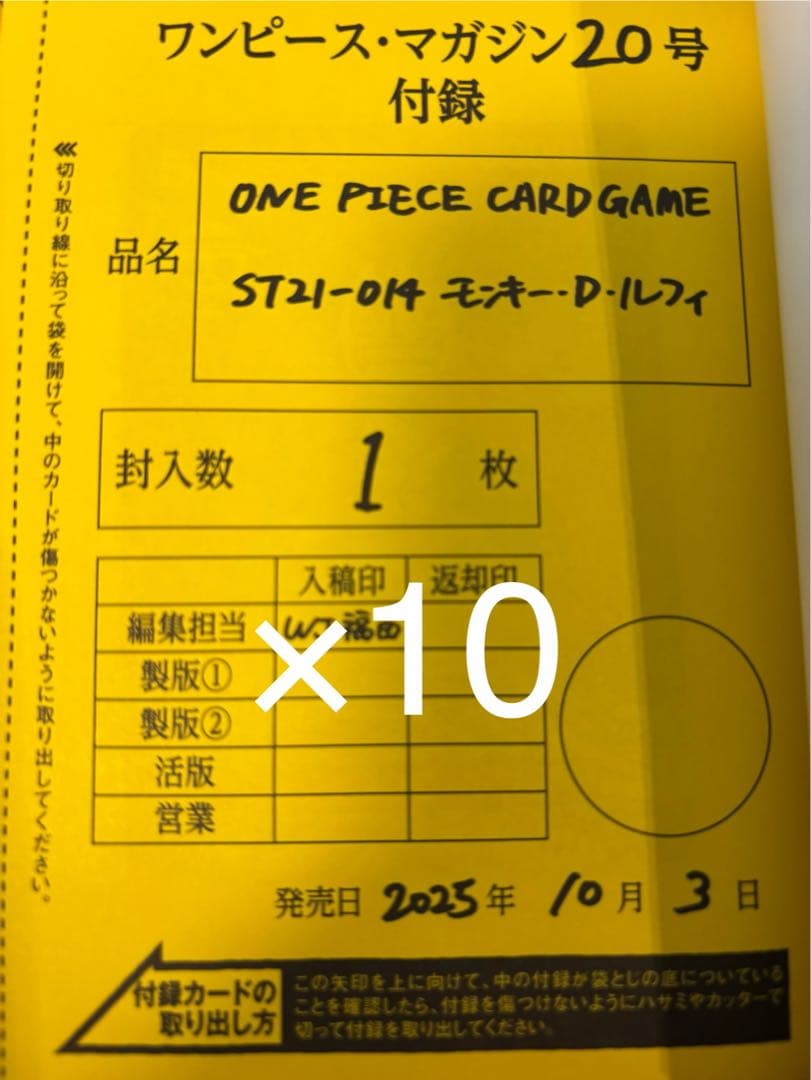 ワンピース・マガジン20号
付録
≪切り取り線に沿って袋を開けて、中のカードが傷つかないように取り出してください。
品名
ONE PIECE CARD GAME
ST21-014 モンキー・D・ルフィ
封入数 1 枚
入稿印 返却印
編集担当 WJ福田
製版①
製版②
活版
営業
×10
発売日 2025年 10月 3日
付録カードの
取り出し方
この矢印を上に向けて、中の付録が袋とじの底についている
ことを確認したら、付録を傷つけないようにハサミやカッターで
切って付録を取り出してください。